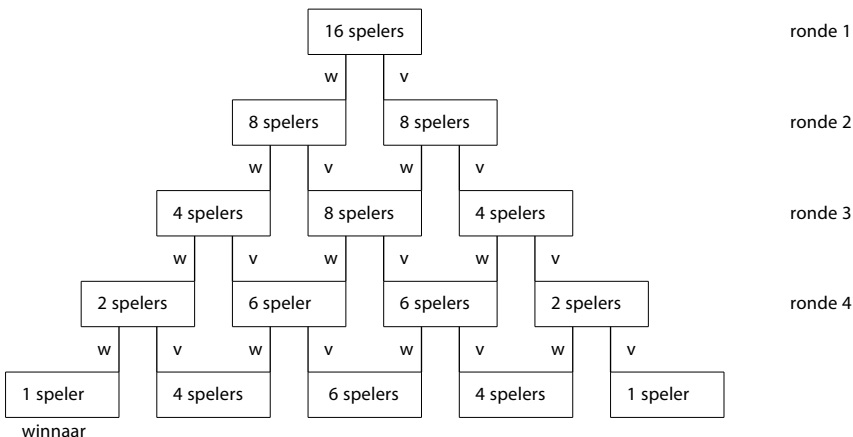 16 spelers ronde 1
w v
8 spelers 8 spelers ronde 2
w v w v
4 spelers 8 spelers 4 spelers ronde 3
w v w v w v
2 spelers 6 speler 6 spelers 2 spelers ronde 4
w v w v w v w v
1 speler 4 spelers 6 spelers 4 spelers 1 speler
winnaar